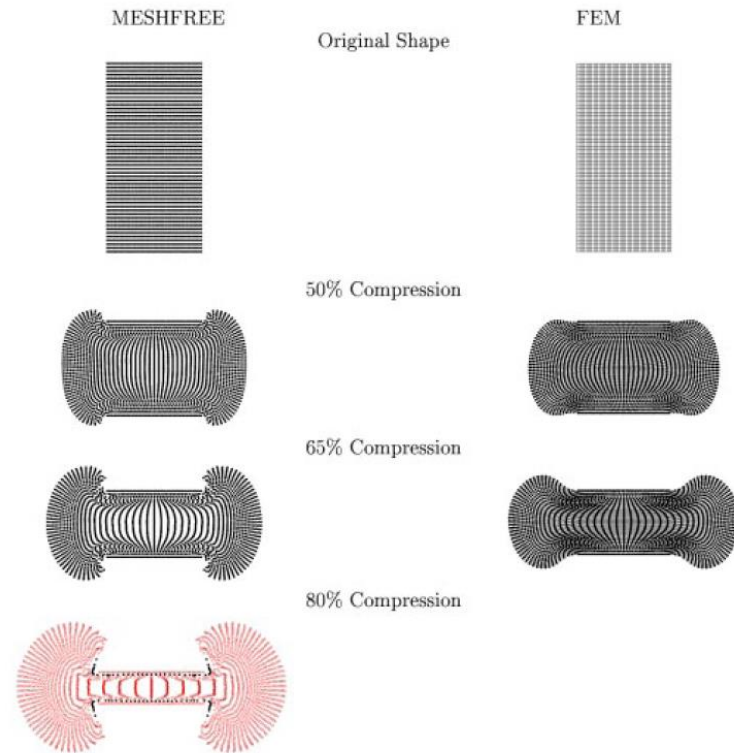 MESHFREE
FEM
Original Shape
50% Compression
65% Compression
80% Compression